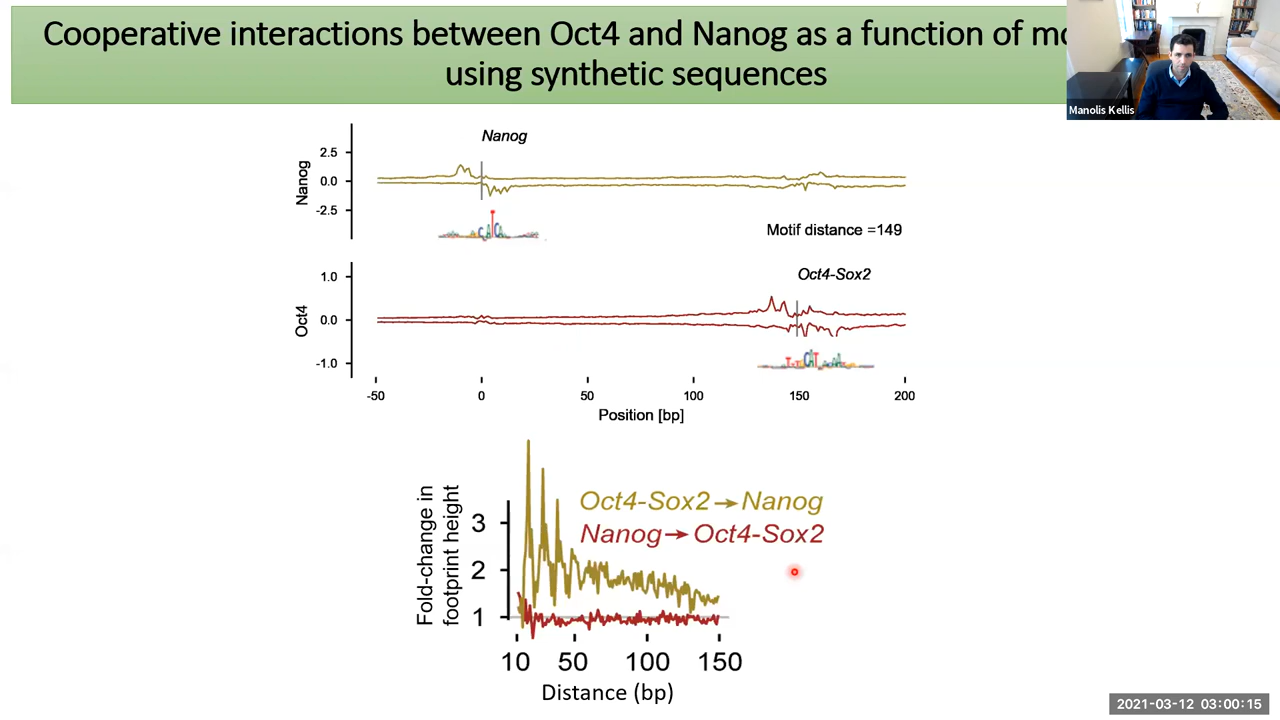 Cooperative interactions between Oct4 and Nanog as a function of
using synthetic sequences
Manolis Kellis
Nanog
Nanog
2.5
0.0
-2.5
Motif distance =149
Oct4-Sox2
Oct4
1.0
0.0
-1.0
-50 0 50 100 150 200
Position [bp]
Fold-change in
footprint height
3
2
1
Oct4-Sox2→Nanog
Nanog→Oct4-Sox2
10 50 100 150
Distance (bp)
2021-03-12 03:00:15